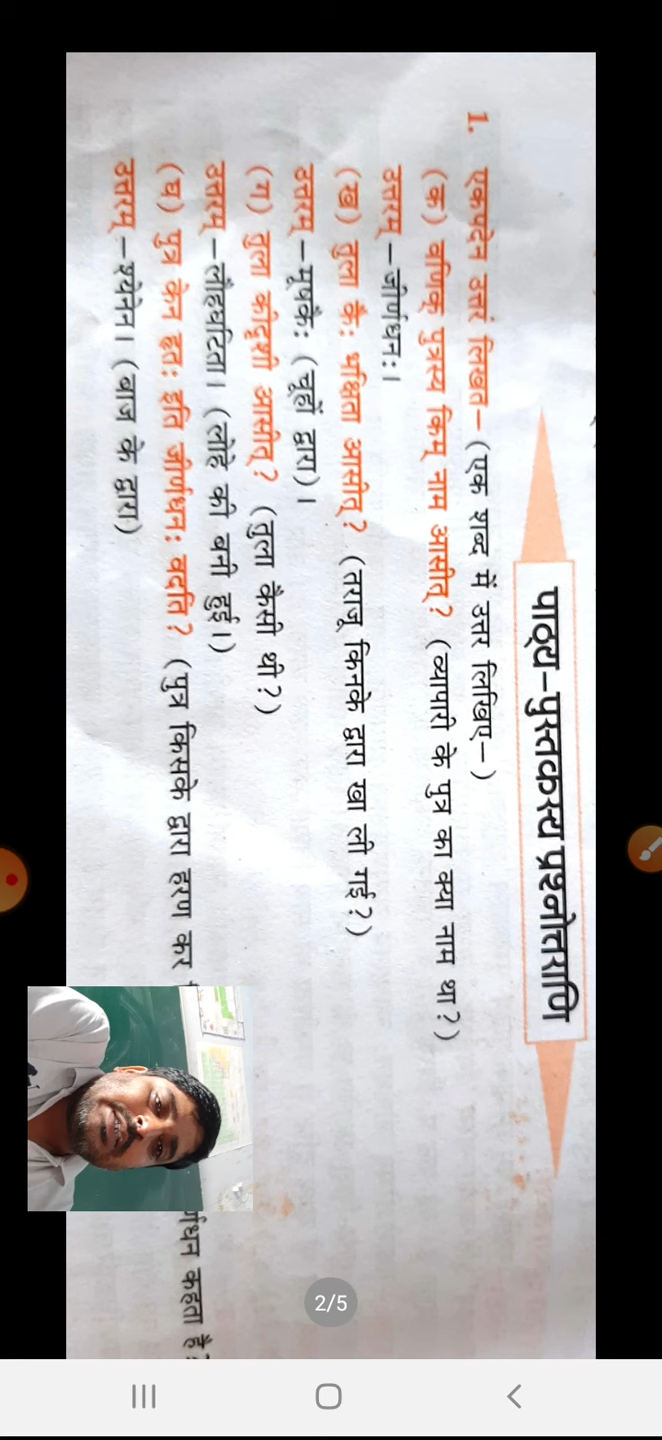 पाठ्य-पुस्तकस्य प्रश्नोत्तराणि
1. एकपदेन उत्तरं लिखत– (एक शब्द में उत्तर लिखिए–)
(क) वणिक् पुत्रस्य किम् नाम आसीत्? (व्यापारी के पुत्र का क्या नाम था?)
उत्तरम् –जीर्णधनः।
(ख) तुला कैः भक्षिता आसीत्? (तराजू किनके द्वारा खा ली गई?)
उत्तरम् –मूषकैः (चूहों द्वारा)।
(ग) तुला कीदृशी आसीत्? (तुला कैसी थी?)
उत्तरम् –लौहघटिता। (लोहे की बनी हुई।)
(घ) पुत्र केन हृतः इति जीर्णधनः वदति? (पुत्र किसके द्वारा हरण कर कहता है?
उत्तरम् –श्येनेन। (बाज के द्वारा)
2/5